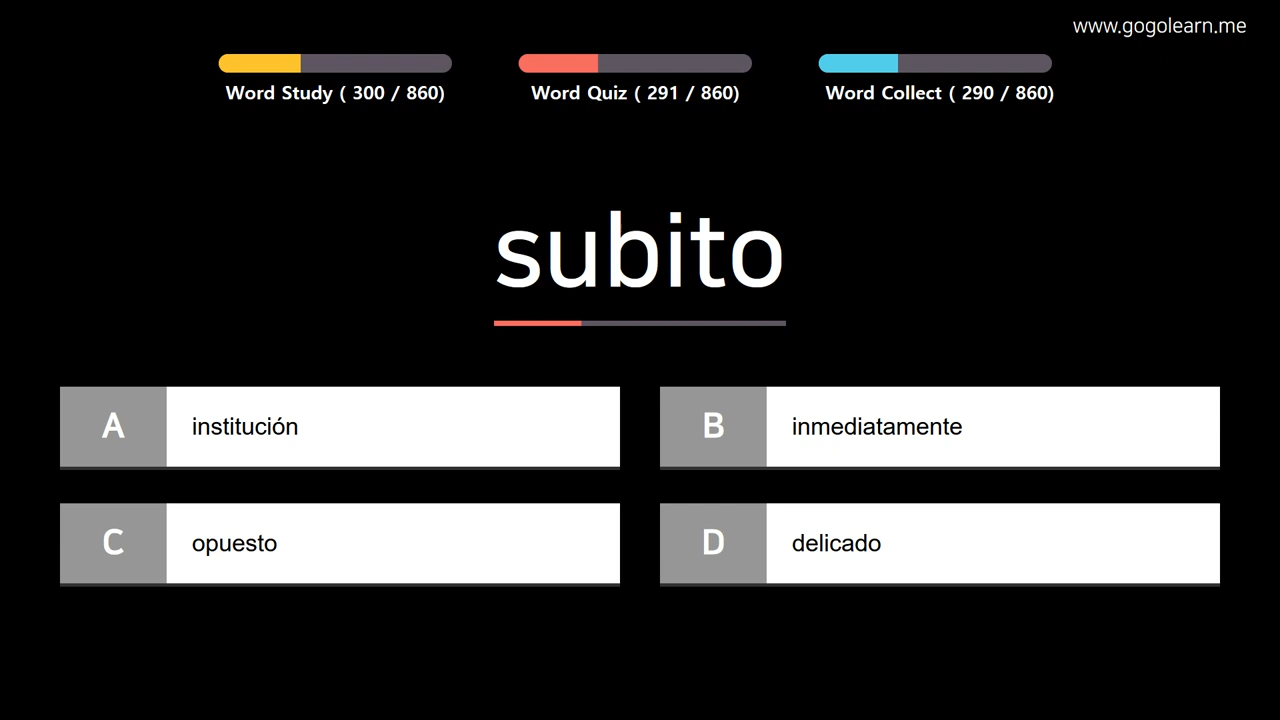 www.gogolearn.me
Word Study ( 300 / 860)
Word Quiz ( 291 / 860)
Word Collect ( 290 / 860)
subito
A institución
B inmediatamente
C opuesto
D delicado